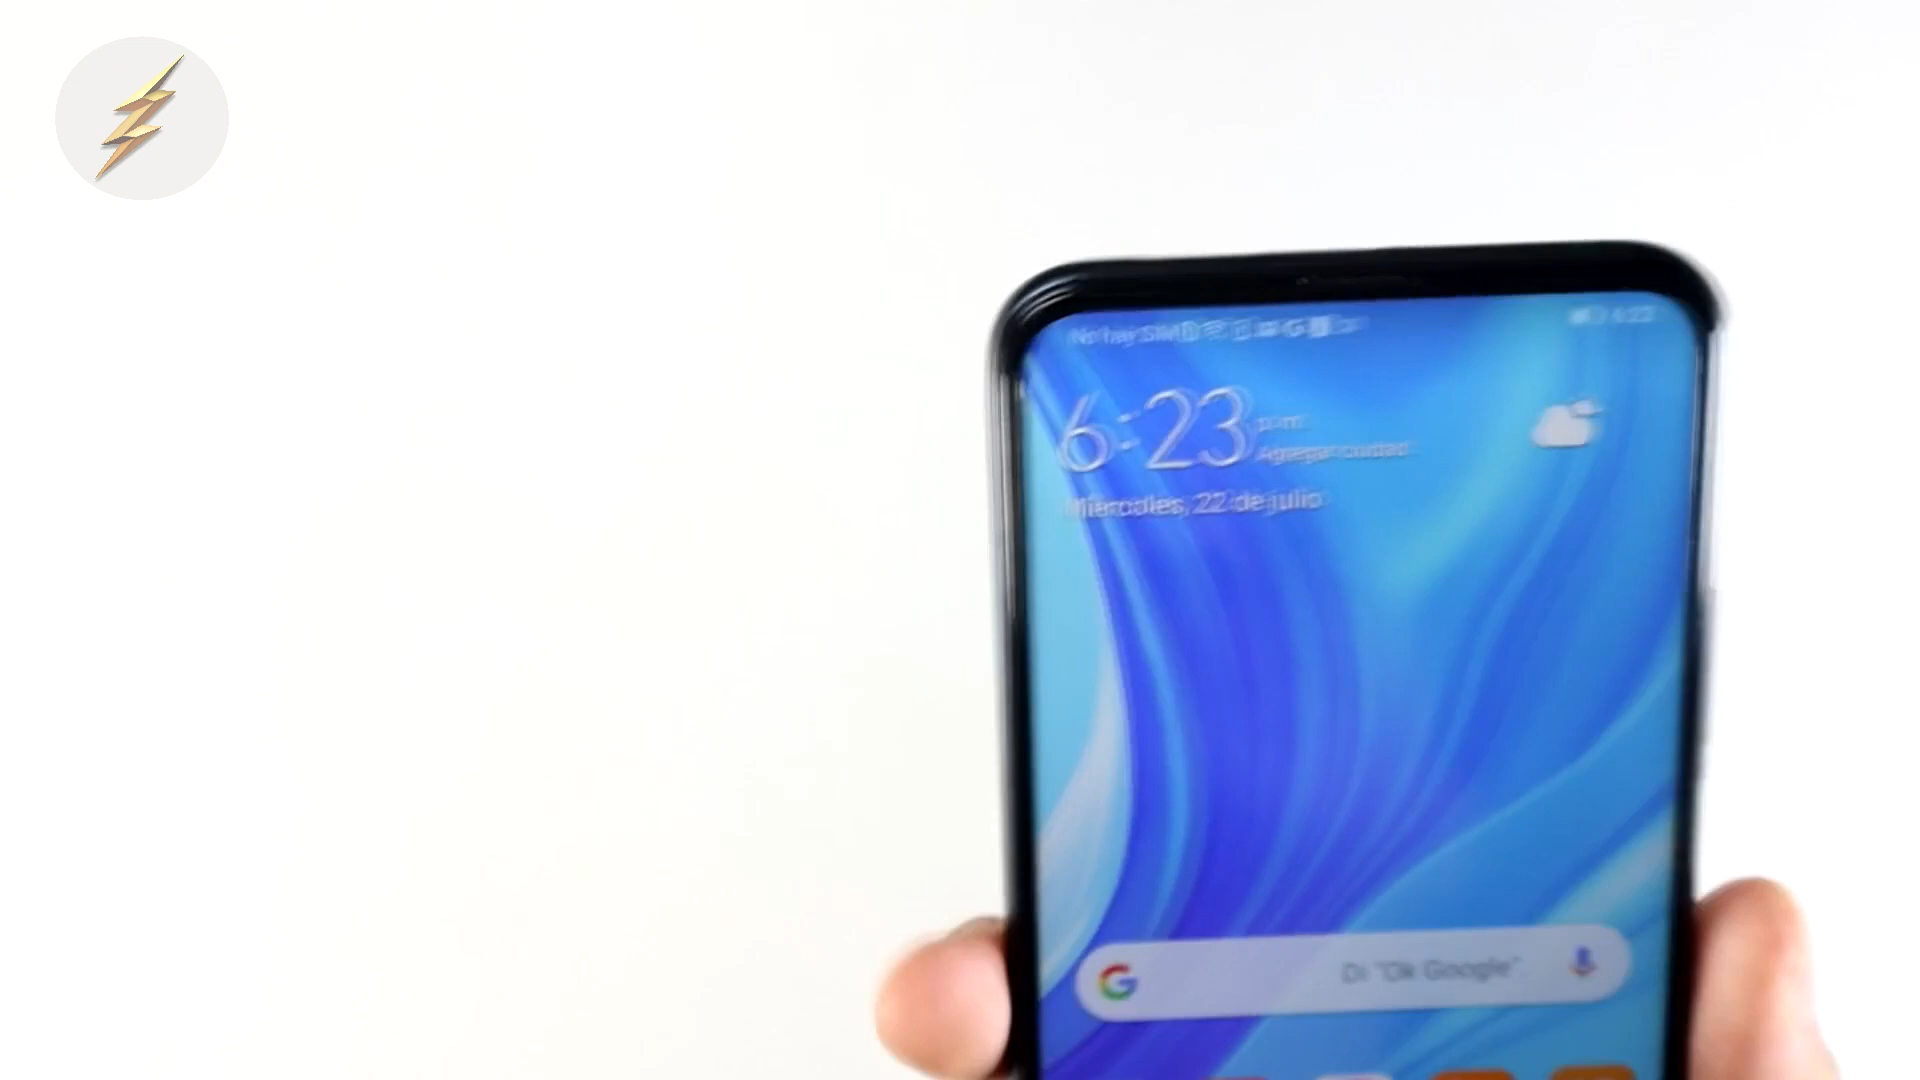 No hay SIM
6:23 p. m.
Agregar ciudad
Miércoles, 22 de julio
Di "Ok Google"